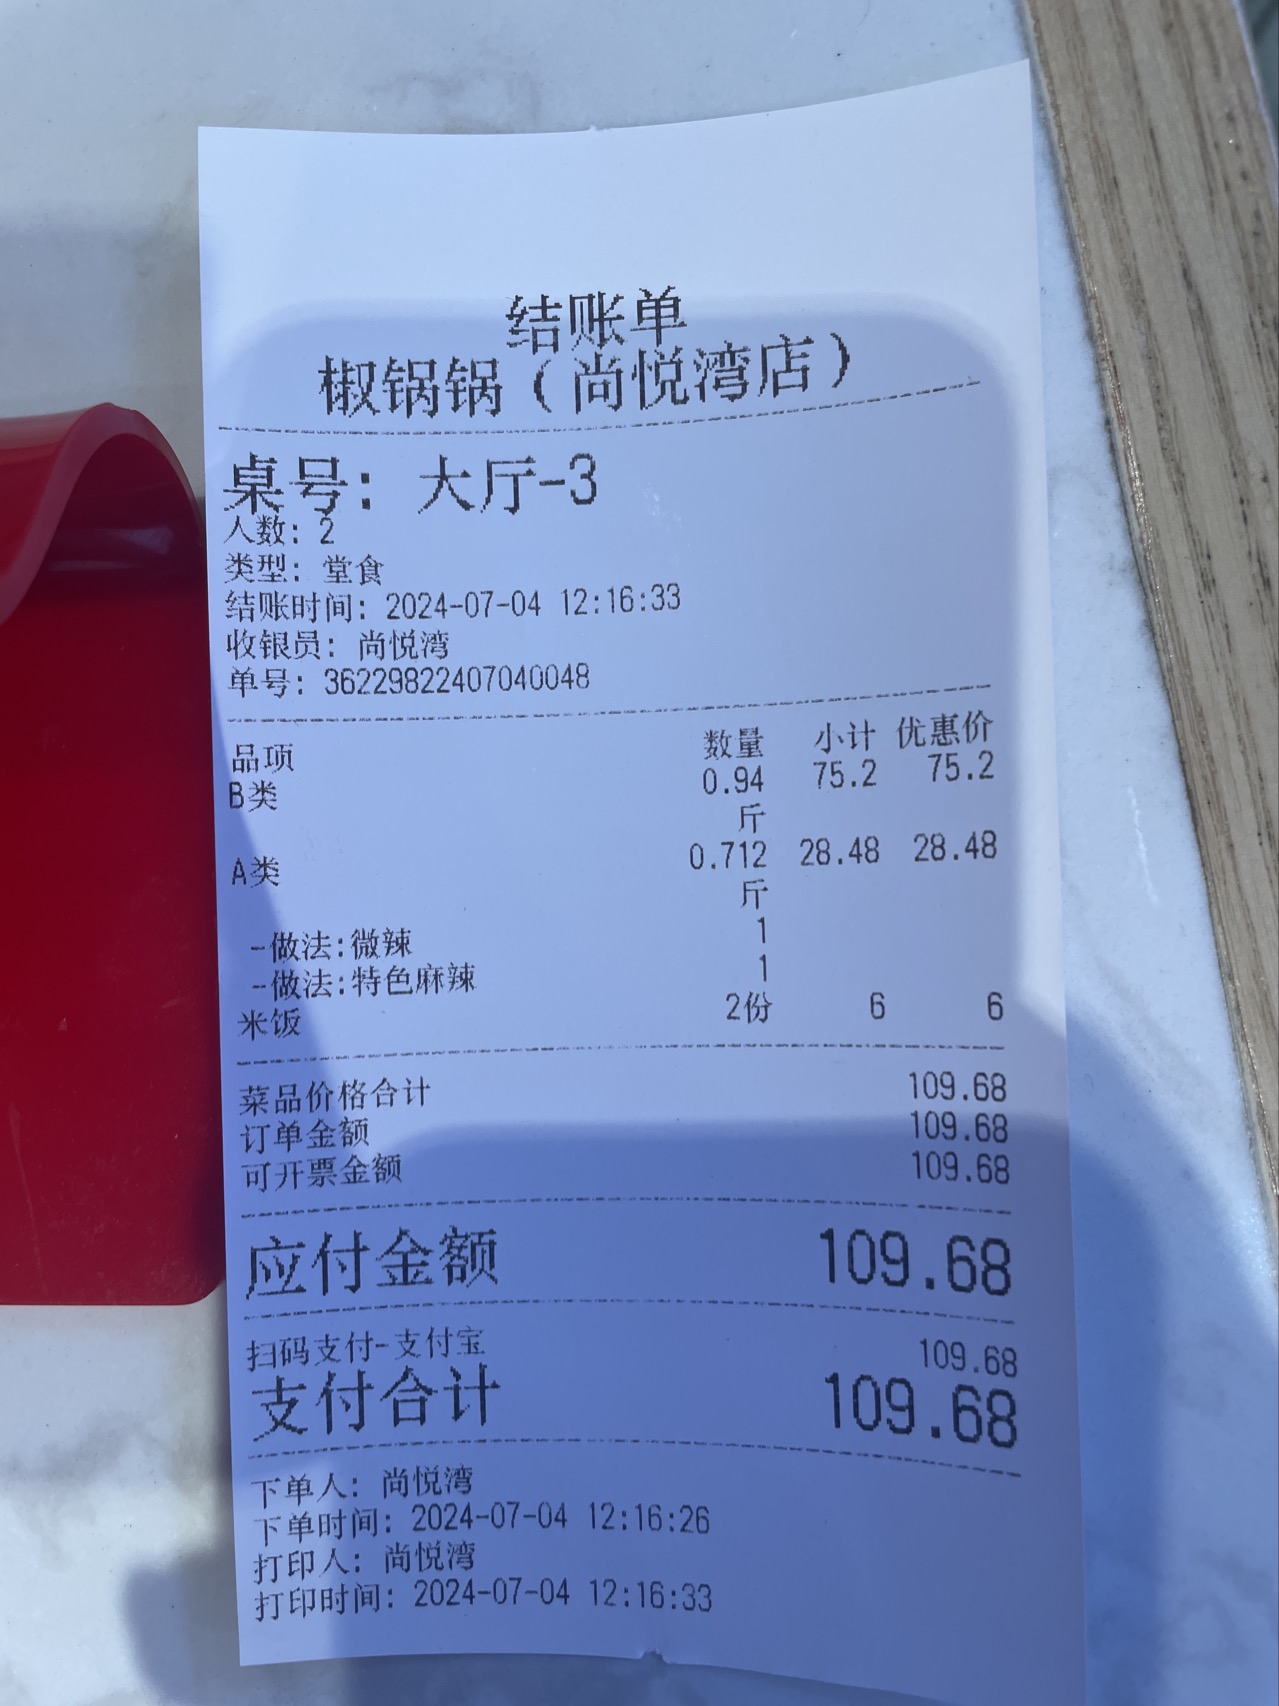 结账单
椒锅锅（尚悦湾店）
桌号：大厅-3
人数：2
类型：堂食
结账时间：2024-07-04 12:16:33
收银员：尚悦湾
单号：36229822407040048
品项 数量 小计 优惠价
B类 0.94 75.2 75.2
斤
A类 0.712 28.48 28.48
斤
-做法:微辣 1
-做法:特色麻辣 1
米饭 2份 6 6
菜品价格合计 109.68
订单金额 109.68
可开票金额 109.68
应付金额 109.68
扫码支付-支付宝 109.68
支付合计 109.68
下单人：尚悦湾
下单时间：2024-07-04 12:16:26
打印人：尚悦湾
打印时间：2024-07-04 12:16:33